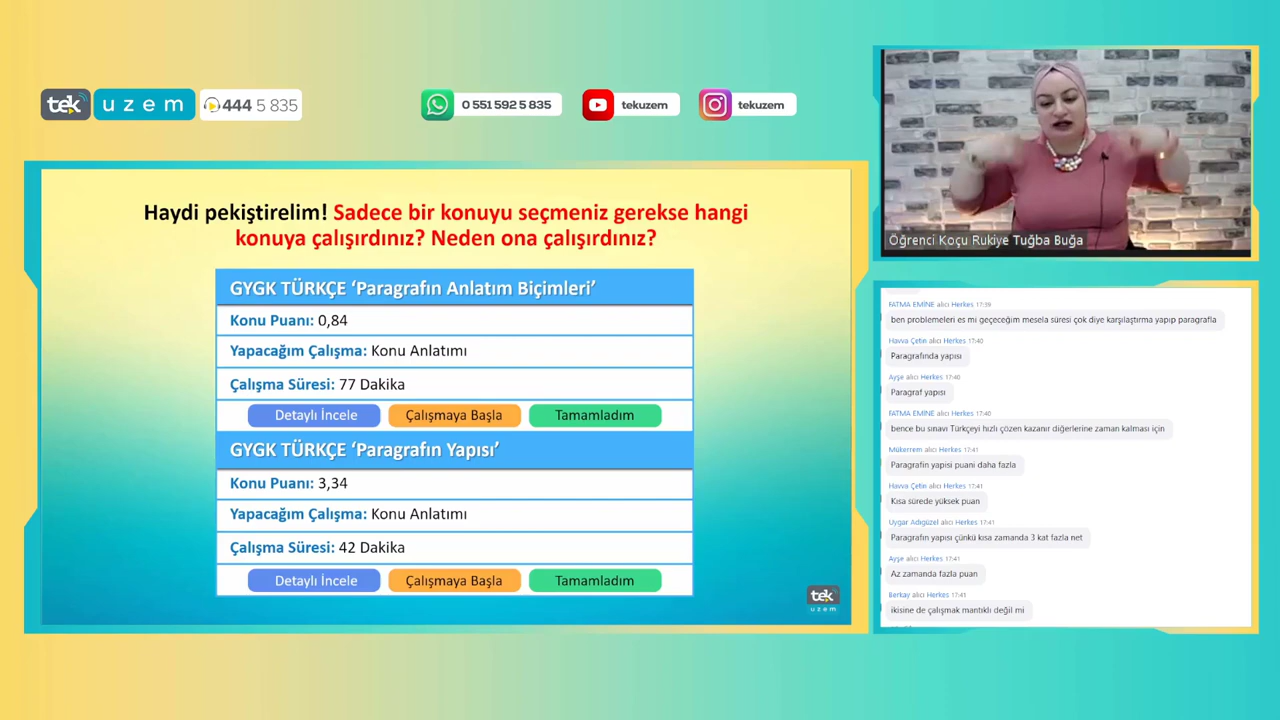 tek uzem 444 5 835
0 551 592 5 835
tekuzem
tekuzem
Haydi pekiştirelim! Sadece bir konuyu seçmeniz gerekse hangi
konuya çalışırdınız? Neden ona çalışırdınız?
GYGK TÜRKÇE ‘Paragrafın Anlatım Biçimleri’
Konu Puanı: 0,84
Yapacağım Çalışma: Konu Anlatımı
Çalışma Süresi: 77 Dakika
Detaylı İncele Çalışmaya Başla Tamamladım
GYGK TÜRKÇE ‘Paragrafın Yapısı’
Konu Puanı: 3,34
Yapacağım Çalışma: Konu Anlatımı
Çalışma Süresi: 42 Dakika
Detaylı İncele Çalışmaya Başla Tamamladım
tek
uzem
Öğrenci Koçu Rukiye Tuğba Buğa
FATMA EMİNE alıcı Herkes 17:39
ben problemeleri es mi geçeceğim mesela süresi çok diye karşılaştırma yapıp paragrafla
Havva Çetin alıcı Herkes 17:40
Paragrafında yapısı
Ayşe alıcı Herkes 17:40
Paragraf yapısı
FATMA EMİNE alıcı Herkes 17:40
bence bu sınavı Türkçeyi hızlı çözen kazanır diğerlerine zaman kalması için
Mükerrem alıcı Herkes 17:41
Paragrafin yapisi puani daha fazla
Havva Çetin alıcı Herkes 17:41
Kısa sürede yüksek puan
Uygar Adıgüzel alıcı Herkes 17:41
Paragrafın yapısı çünkü kısa zamanda 3 kat fazla net
Ayşe alıcı Herkes 17:41
Az zamanda fazla puan
Berkay alıcı Herkes 17:41
ikisine de çalışmak mantıklı değil mi